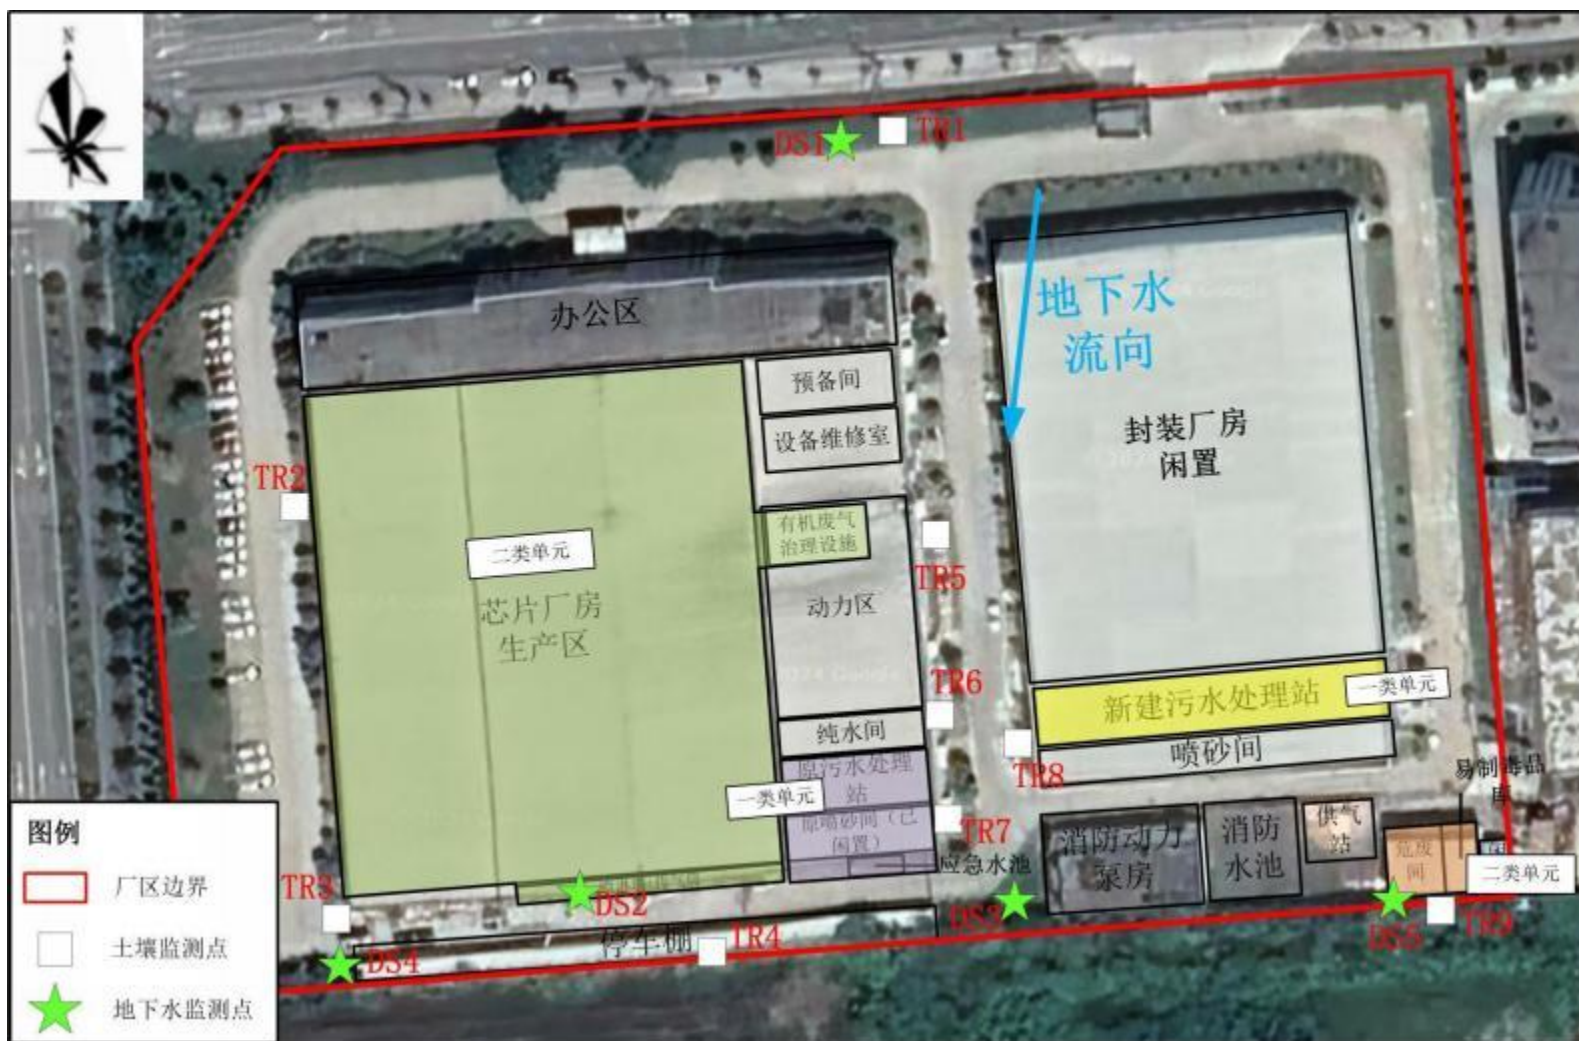 N
DS1
TR1
办公区
地下水
流向
预备间
设备维修室
封装厂房
闲置
TR2
有机废气
治理设施
二类单元
TR5
芯片厂房
生产区
动力区
TR6
一类单元
新建污水处理站
纯水间
喷砂间
TR8
原污水处理
站
易制毒品
库
一类单元
原喷砂间（已
闲置）
TR7
应急水池
消防动力
泵房
消防
水池
供气
站
危废
间
二类单元
TR3
DS2
DS3
DS5
TR9
停车棚
TR4
DS4
图例
厂区边界
土壤监测点
地下水监测点